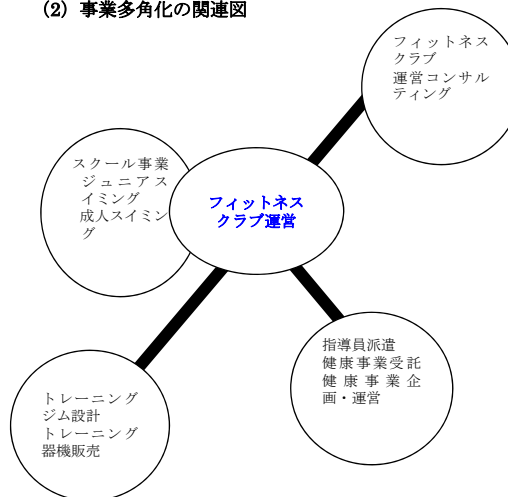 (2) 事業多角化の関連図
フィットネス
クラブ
運営コンサル
ティング
スクール事業
ジュニアス
イミング
成人スイミン
グ
フィットネス
クラブ運営
指導員派遣
健康事業受託
健康事業企
画・運営
トレーニング
ジム設計
トレーニング
器機販売